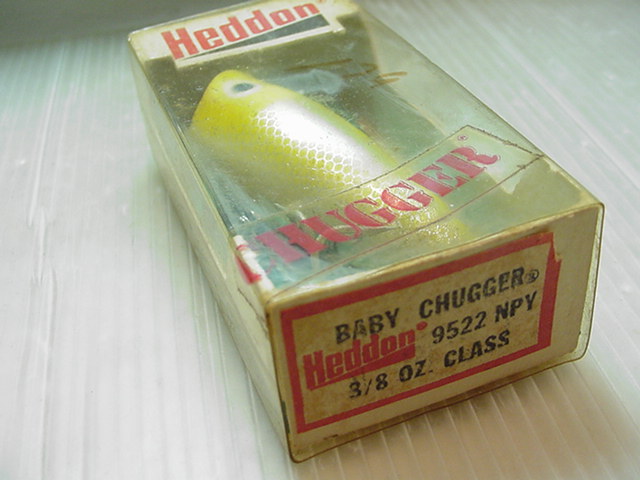 Heddon
CHUGGER®
BABY CHUGGER®
Heddon® 9522 NPY
3/8 OZ. CLASS